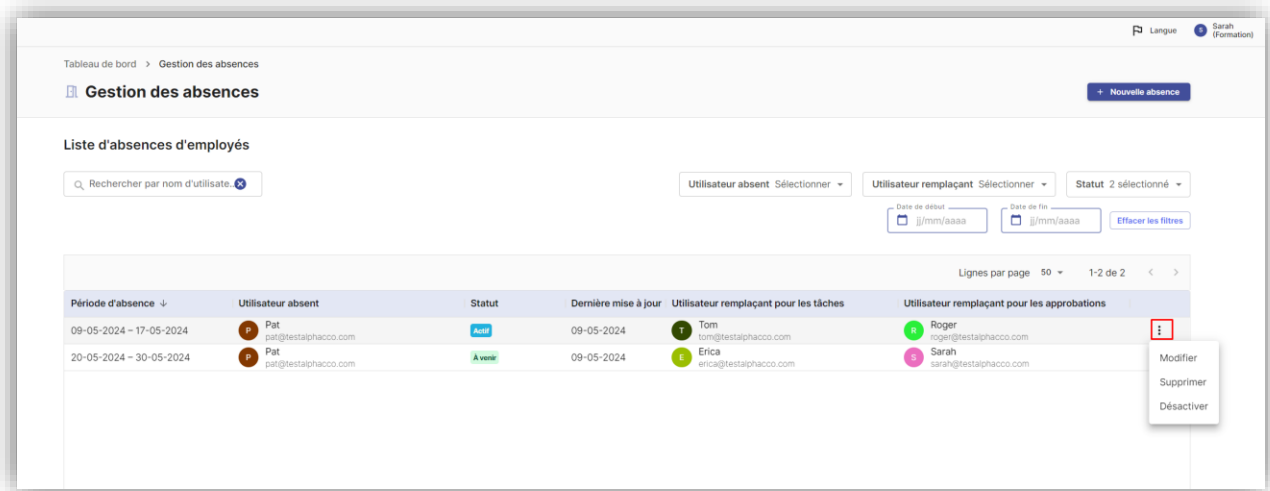 Langue
S
Sarah
(Formation)
Tableau de bord > Gestion des absences
Gestion des absences
+ Nouvelle absence
Liste d'absences d'employés
Rechercher par nom d'utilisate..
Utilisateur absent Sélectionner
Utilisateur remplaçant Sélectionner
Statut 2 sélectionné
Date de début
jj/mm/aaaa
Date de fin
jj/mm/aaaa
Effacer les filtres
Lignes par page 50 1-2 de 2 < >
Période d'absence ↓ Utilisateur absent Statut Dernière mise à jour Utilisateur remplaçant pour les tâches Utilisateur remplaçant pour les approbations
09-05-2024 – 17-05-2024 P Pat Actif 09-05-2024 T Tom R Roger
pat@testalphacco.com tom@testalphacco.com roger@testalphacco.com
20-05-2024 – 30-05-2024 P Pat À venir 09-05-2024 E Erica S Sarah
pat@testalphacco.com erica@testalphacco.com sarah@testalphacco.com
Modifier
Supprimer
Désactiver